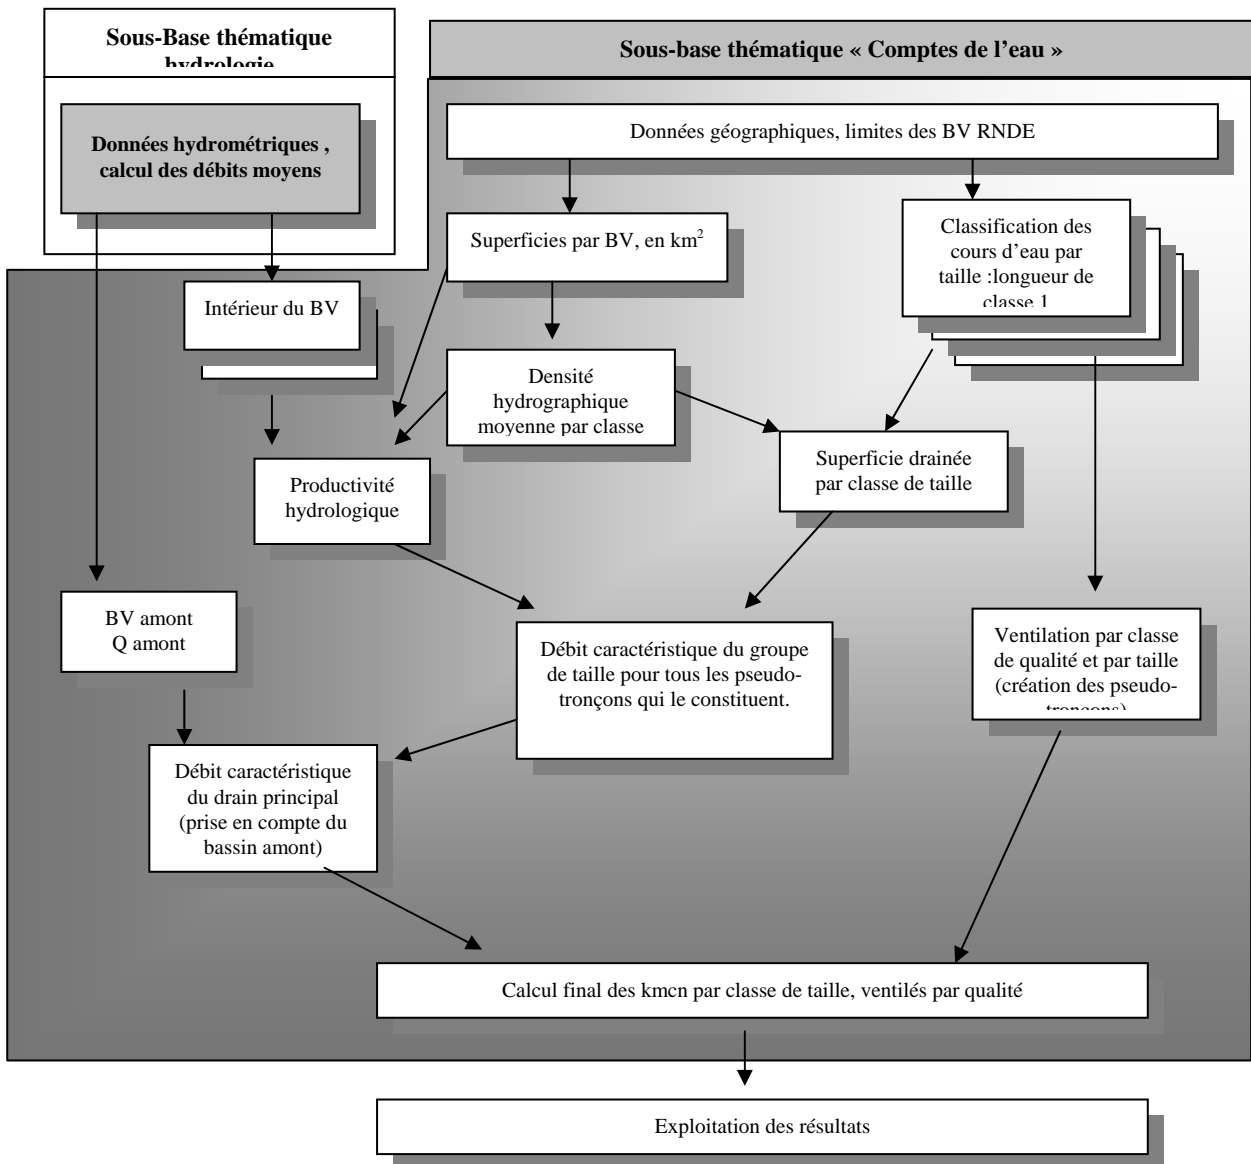 Sous-Base thématique
hydrologie
Sous-base thématique « Comptes de l'eau »
Données hydrométriques ,
calcul des débits moyens
Données géographiques, limites des BV RNDE
Superficies par BV, en km²
Classification des
cours d'eau par
taille :longueur de
classe 1
Intérieur du BV
Densité
hydrographique
moyenne par classe
Superficie drainée
par classe de taille
Productivité
hydrologique
BV amont
Q amont
Débit caractéristique du groupe
de taille pour tous les pseudo-
tronçons qui le constituent.
Ventilation par classe
de qualité et par taille
(création des pseudo-
tronçons)
Débit caractéristique
du drain principal
(prise en compte du
bassin amont)
Calcul final des kmcn par classe de taille, ventilés par qualité
Exploitation des résultats